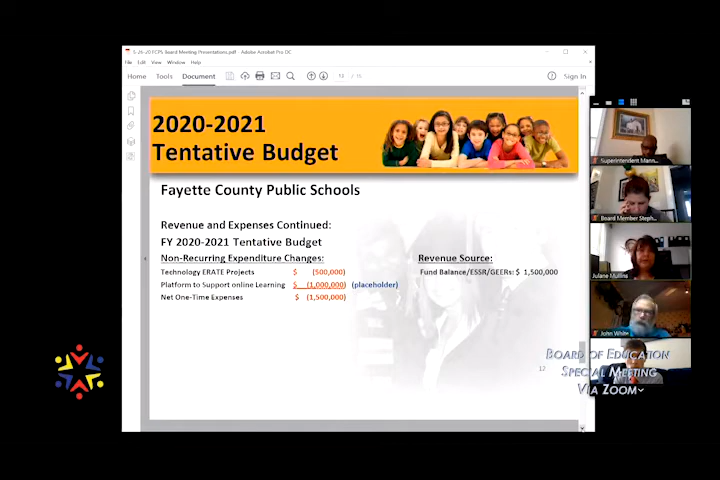 5-26-20 FCPS Board Meeting Presentations.pdf - Adobe Acrobat Pro DC
File Edit View Window Help
Home Tools Document 12 / 15 Sign In
2020-2021
Tentative Budget
Fayette County Public Schools
Revenue and Expenses Continued:
FY 2020-2021 Tentative Budget
Non-Recurring Expenditure Changes: Revenue Source:
Technology ERATE Projects $ (500,000) Fund Balance/ESSR/GEERs: $ 1,500,000
Platform to Support online Learning $ (1,000,000) (placeholder)
Net One-Time Expenses $ (1,500,000)
12
Superintendent Mann...
Board Member Steph...
Julane Mullins
John White
Board of Education
Special Meeting
Via Zoom